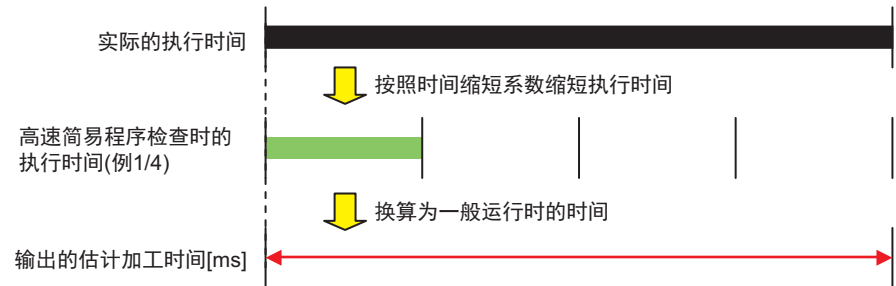 实际的执行时间
按照时间缩短系数缩短执行时间
高速简易程序检查时的
执行时间(例1/4)
换算为一般运行时的时间
输出的估计加工时间[ms]